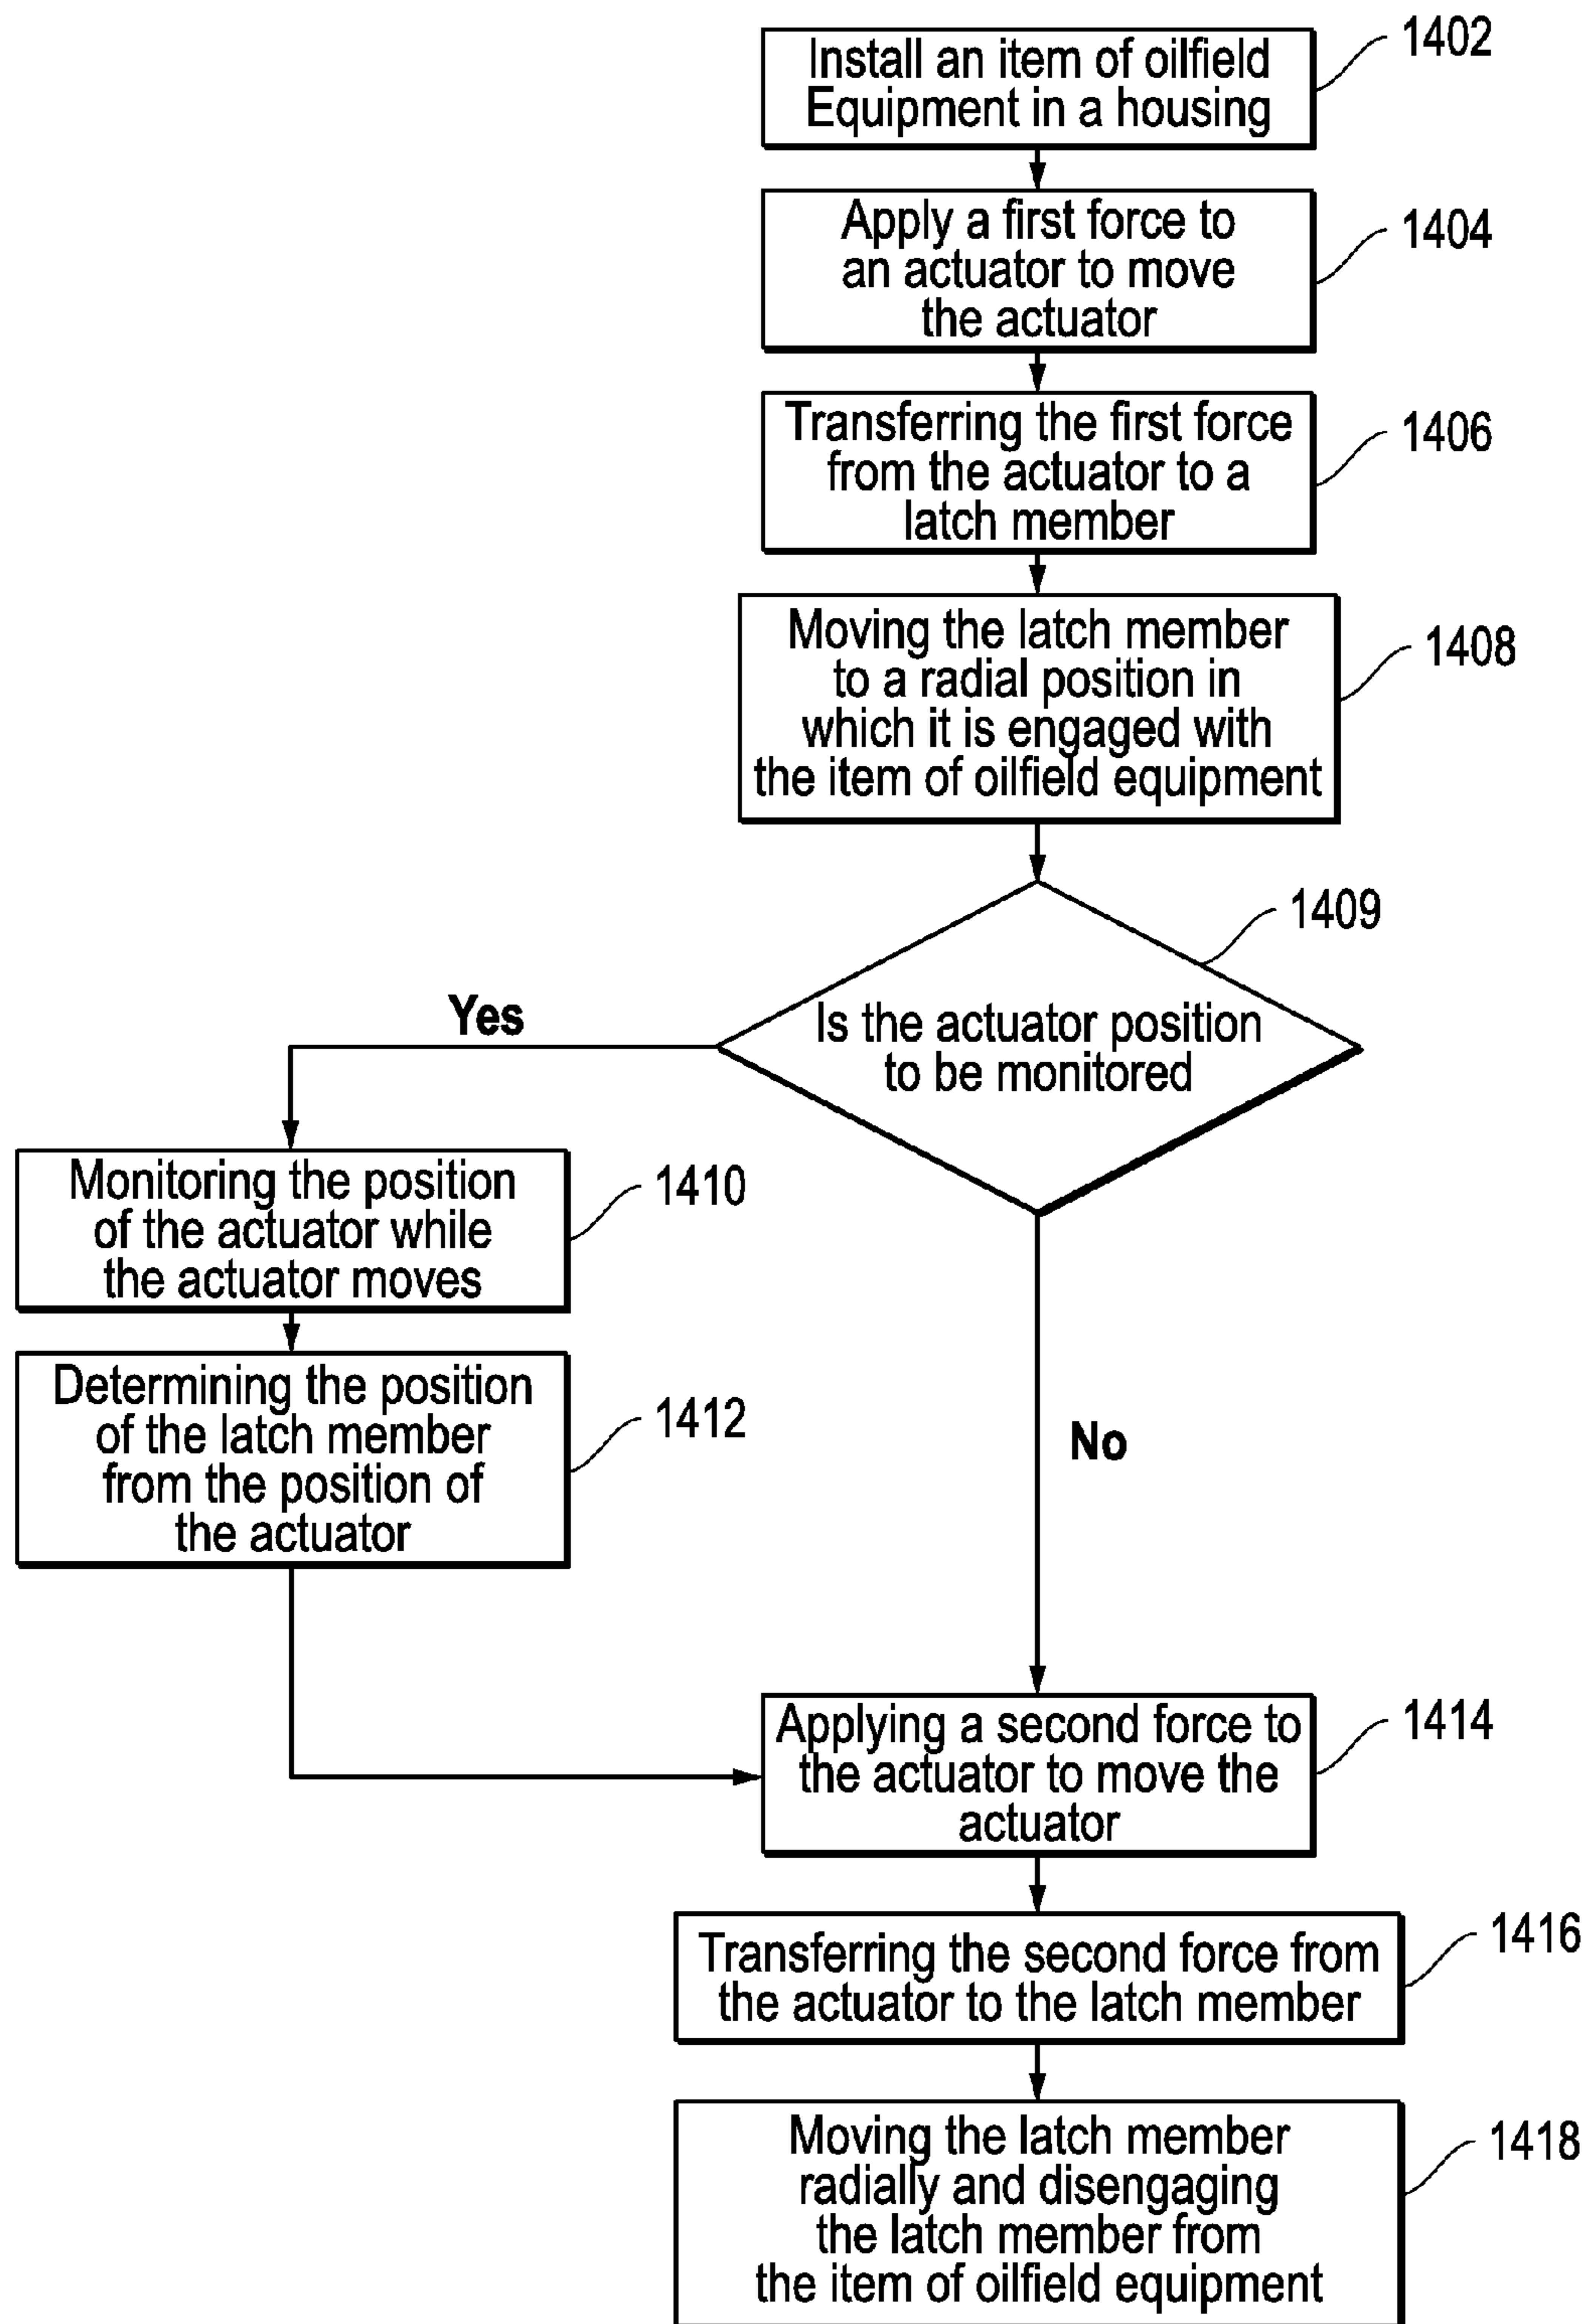 Install an item of oilfield
Equipment in a housing
1402
Apply a first force to
an actuator to move
the actuator
1404
Transferring the first force
from the actuator to a
latch member
1406
Moving the latch member
to a radial position in
which it is engaged with
the item of oilfield equipment
1408
1409
Is the actuator position
to be monitored
Yes
Monitoring the position
of the actuator while
the actuator moves
1410
Determining the position
of the latch member
from the position of
the actuator
1412
No
Applying a second force to
the actuator to move the
actuator
1414
Transferring the second force from
the actuator to the latch member
1416
Moving the latch member
radially and disengaging
the latch member from
the item of oilfield equipment
1418